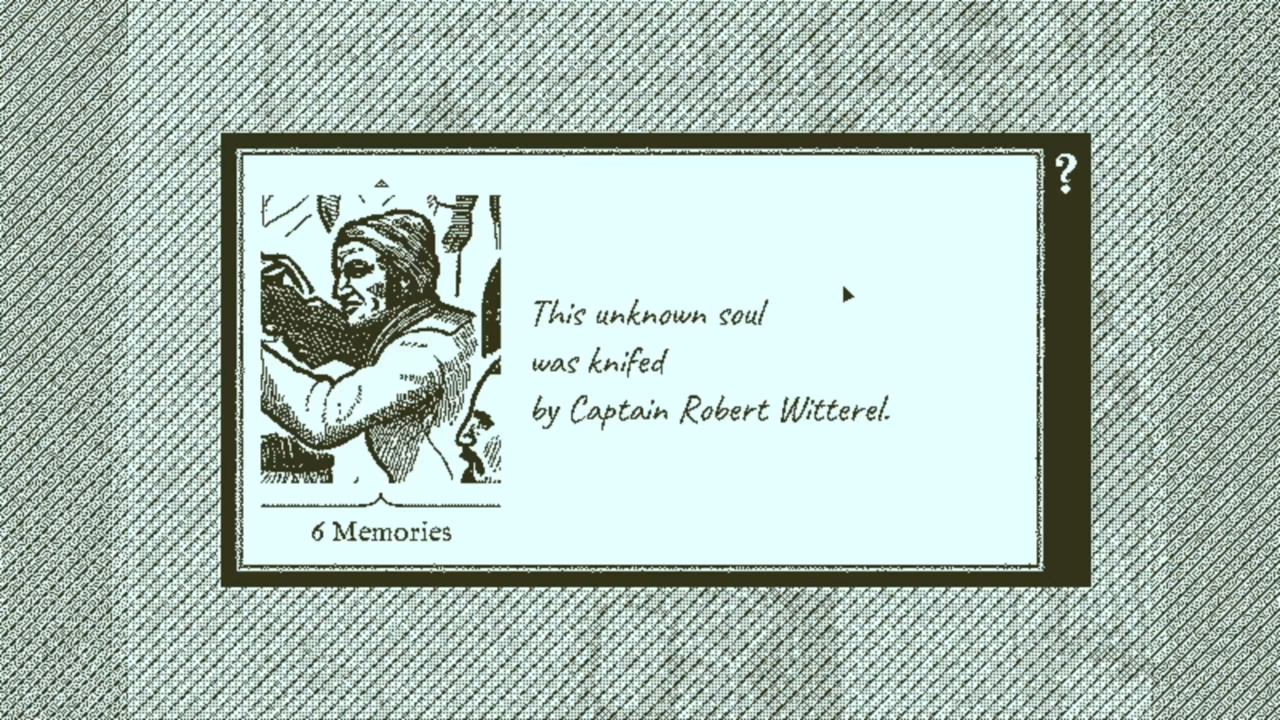 ?
This unknown soul
was knifed
by Captain Robert Witterel.
6 Memories